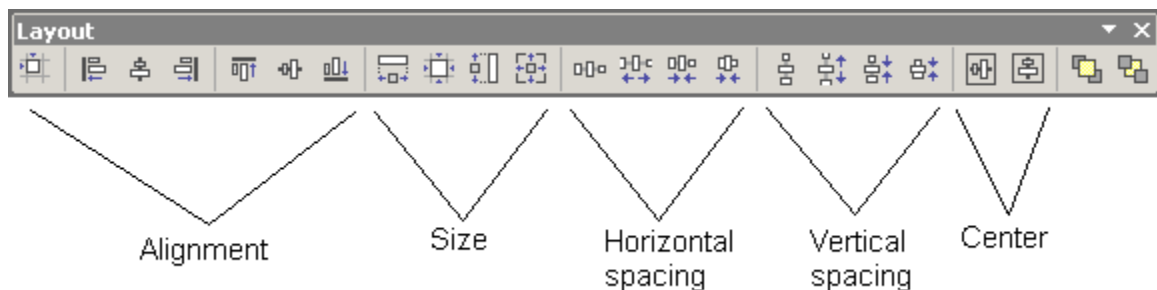 Layout
Alignment
Size
Horizontal
spacing
Vertical
spacing
Center